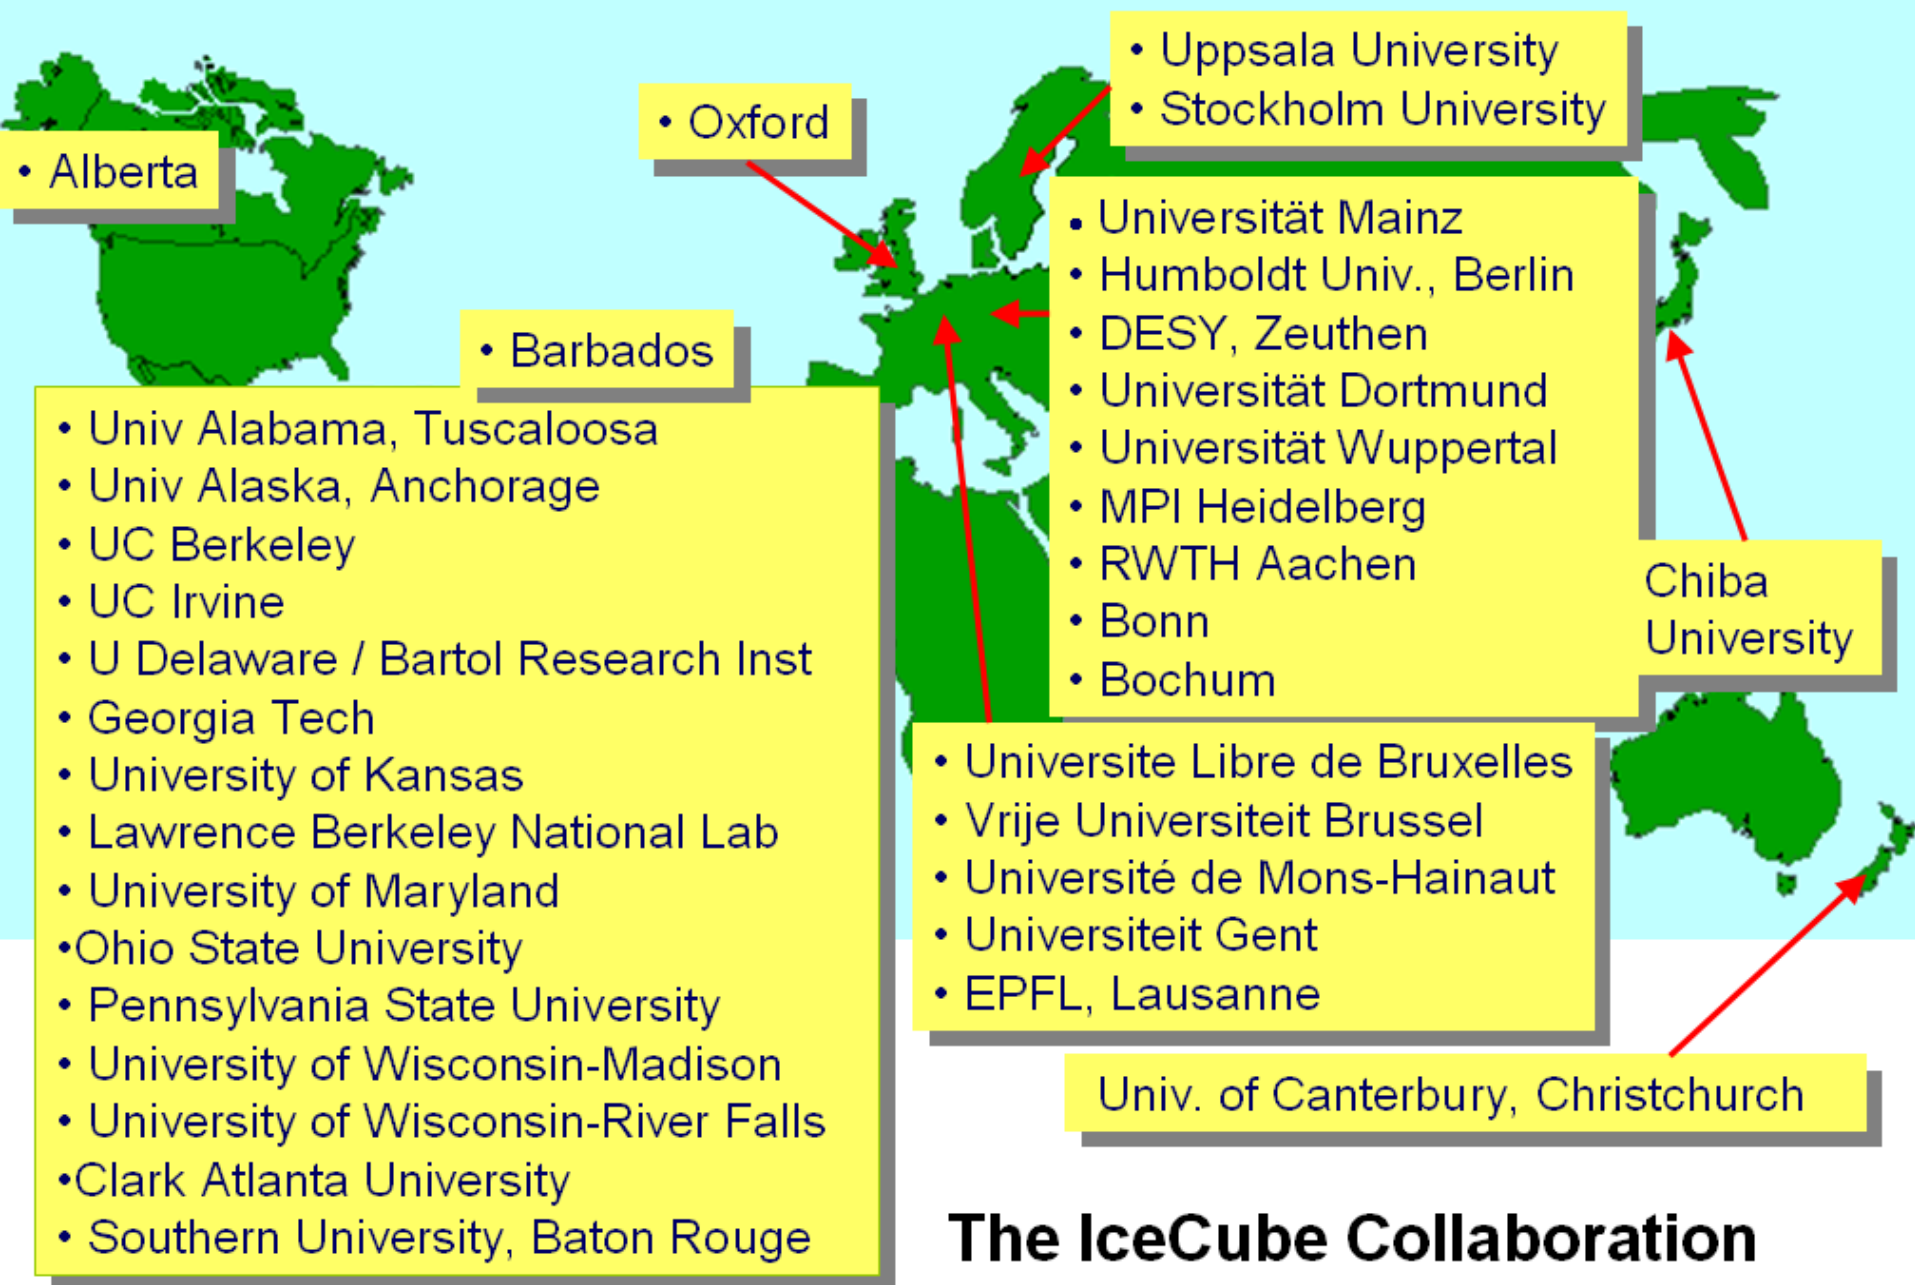 • Uppsala University
• Stockholm University
• Oxford
• Alberta
• Universität Mainz
• Humboldt Univ., Berlin
• DESY, Zeuthen
• Universität Dortmund
• Universität Wuppertal
• MPI Heidelberg
• RWTH Aachen
• Bonn
• Bochum
• Barbados
• Univ Alabama, Tuscaloosa
• Univ Alaska, Anchorage
• UC Berkeley
• UC Irvine
• U Delaware / Bartol Research Inst
• Georgia Tech
• University of Kansas
• Lawrence Berkeley National Lab
• University of Maryland
•Ohio State University
• Pennsylvania State University
• University of Wisconsin-Madison
• University of Wisconsin-River Falls
•Clark Atlanta University
• Southern University, Baton Rouge
Chiba
University
• Universite Libre de Bruxelles
• Vrije Universiteit Brussel
• Université de Mons-Hainaut
• Universiteit Gent
• EPFL, Lausanne
Univ. of Canterbury, Christchurch
The IceCube Collaboration